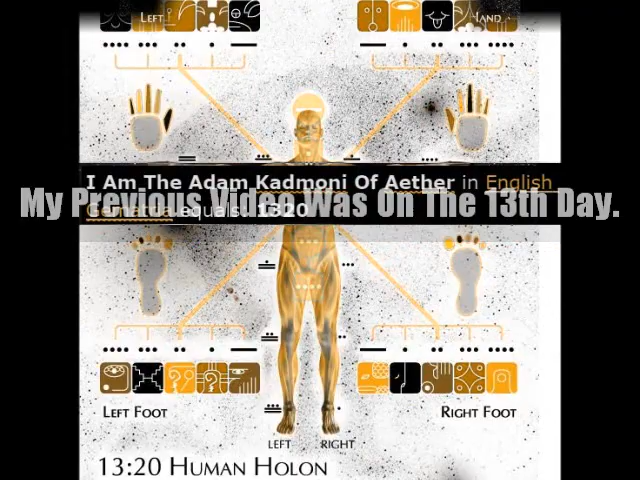 LEFT HAND
I Am The Adam Kadmoni Of Aether in English
Gematria equals: 1320
My Previous Video Was On The 13th Day.
LEFT FOOT
RIGHT FOOT
LEFT RIGHT
13:20 HUMAN HOLON